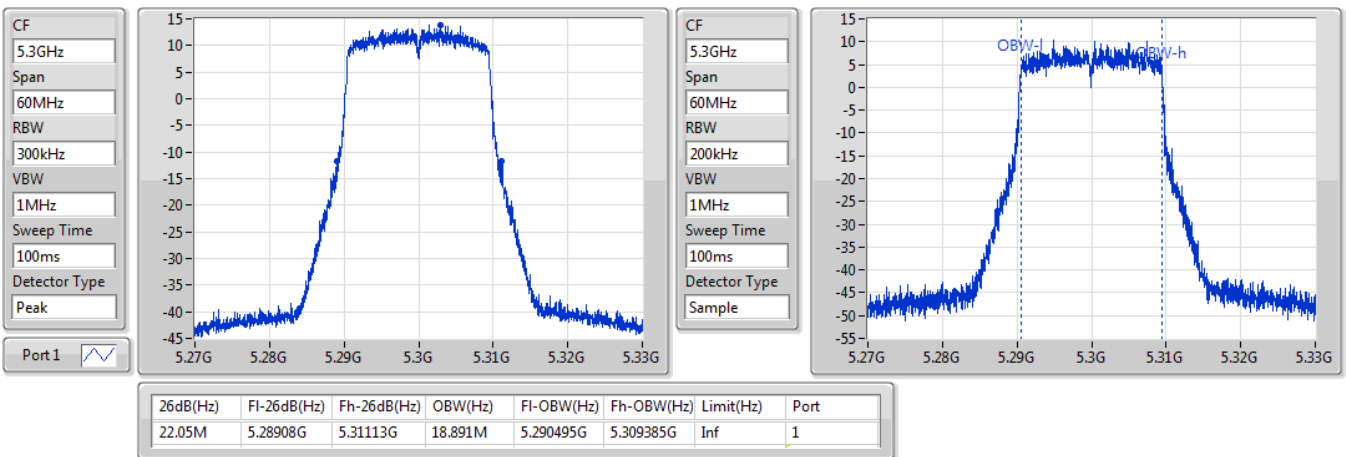 CF
5.3GHz
Span
60MHz
RBW
300kHz
VBW
1MHz
Sweep Time
100ms
Detector Type
Peak
Port 1
15
10
5
0
-5
-10
-15
-20
-25
-30
-35
-40
-45
5.27G 5.28G 5.29G 5.3G 5.31G 5.32G 5.33G
CF
5.3GHz
Span
60MHz
RBW
200kHz
VBW
1MHz
Sweep Time
100ms
Detector Type
Sample
15
10
5
0
-5
-10
-15
-20
-25
-30
-35
-40
-45
-50
-55
OBW-l OBW-h
5.27G 5.28G 5.29G 5.3G 5.31G 5.32G 5.33G
26dB(Hz) Fl-26dB(Hz) Fh-26dB(Hz) OBW(Hz) Fl-OBW(Hz) Fh-OBW(Hz) Limit(Hz) Port
22.05M 5.28908G 5.31113G 18.891M 5.290495G 5.309385G Inf 1